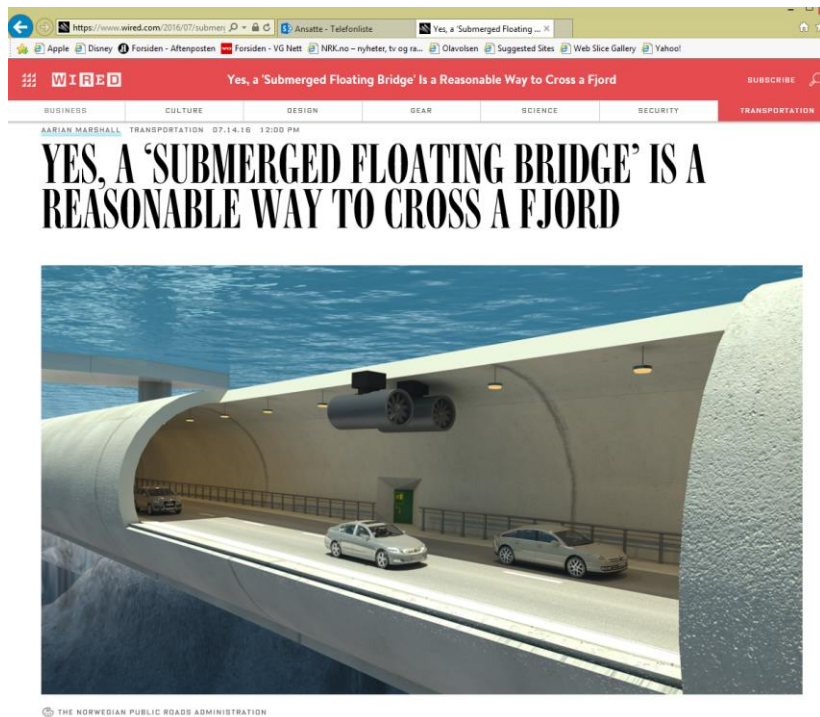 https://www.wired.com/2016/07/submerg
Ansatte - Telefonliste
Yes, a 'Submerged Floating ...
Apple Disney Forsiden - Aftenposten Forsiden - VG Nett NRK.no – nyheter, tv og ra... Olavolsen Suggested Sites Web Slice Gallery Yahoo!
WIRED
Yes, a 'Submerged Floating Bridge' Is a Reasonable Way to Cross a Fjord
SUBSCRIBE
BUSINESS CULTURE DESIGN GEAR SCIENCE SECURITY TRANSPORTATION
AARIAN MARSHALL TRANSPORTATION 07.14.16 12:00 PM
YES, A ‘SUBMERGED FLOATING BRIDGE’ IS A
REASONABLE WAY TO CROSS A FJORD
THE NORWEGIAN PUBLIC ROADS ADMINISTRATION